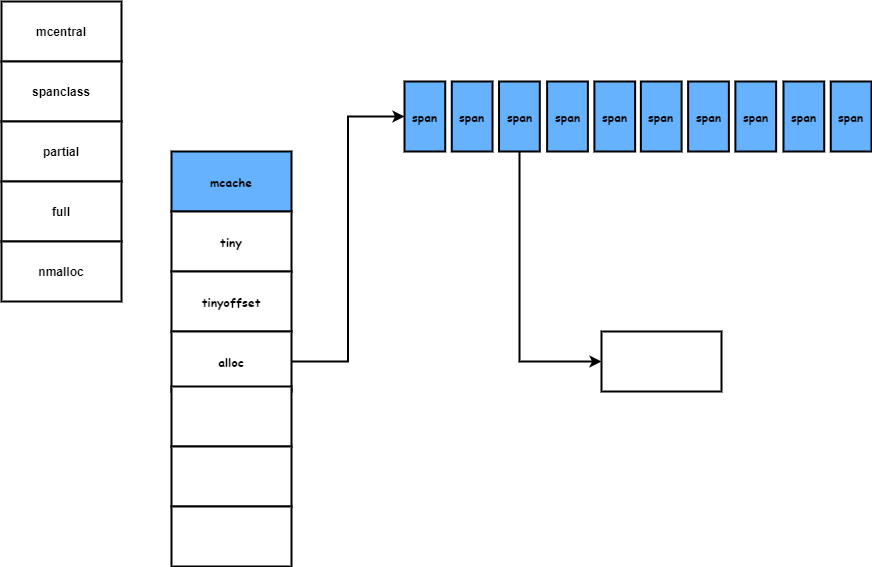 mcentral
spanclass
partial
full
nmalloc
mcache
tiny
tinyoffset
alloc
span span span span span span span span span span